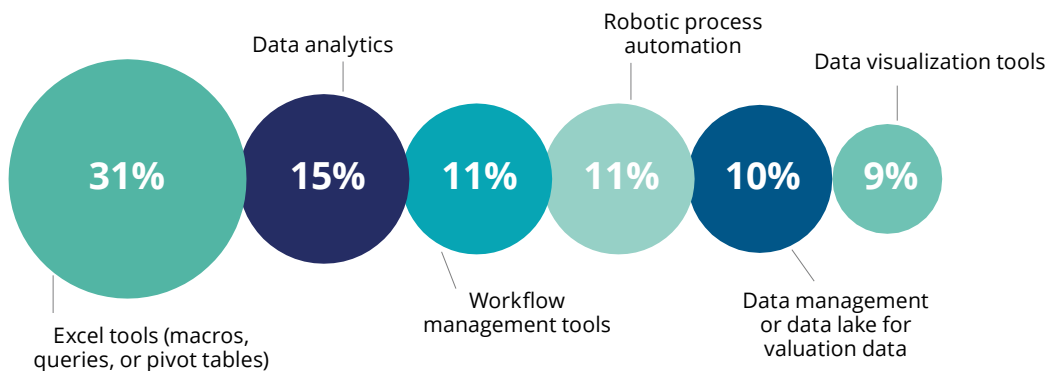 Robotic process
automation
Data analytics
Data visualization tools
31%
15%
11%
11%
10%
9%
Workflow
management tools
Data management
or data lake for
valuation data
Excel tools (macros,
queries, or pivot tables)